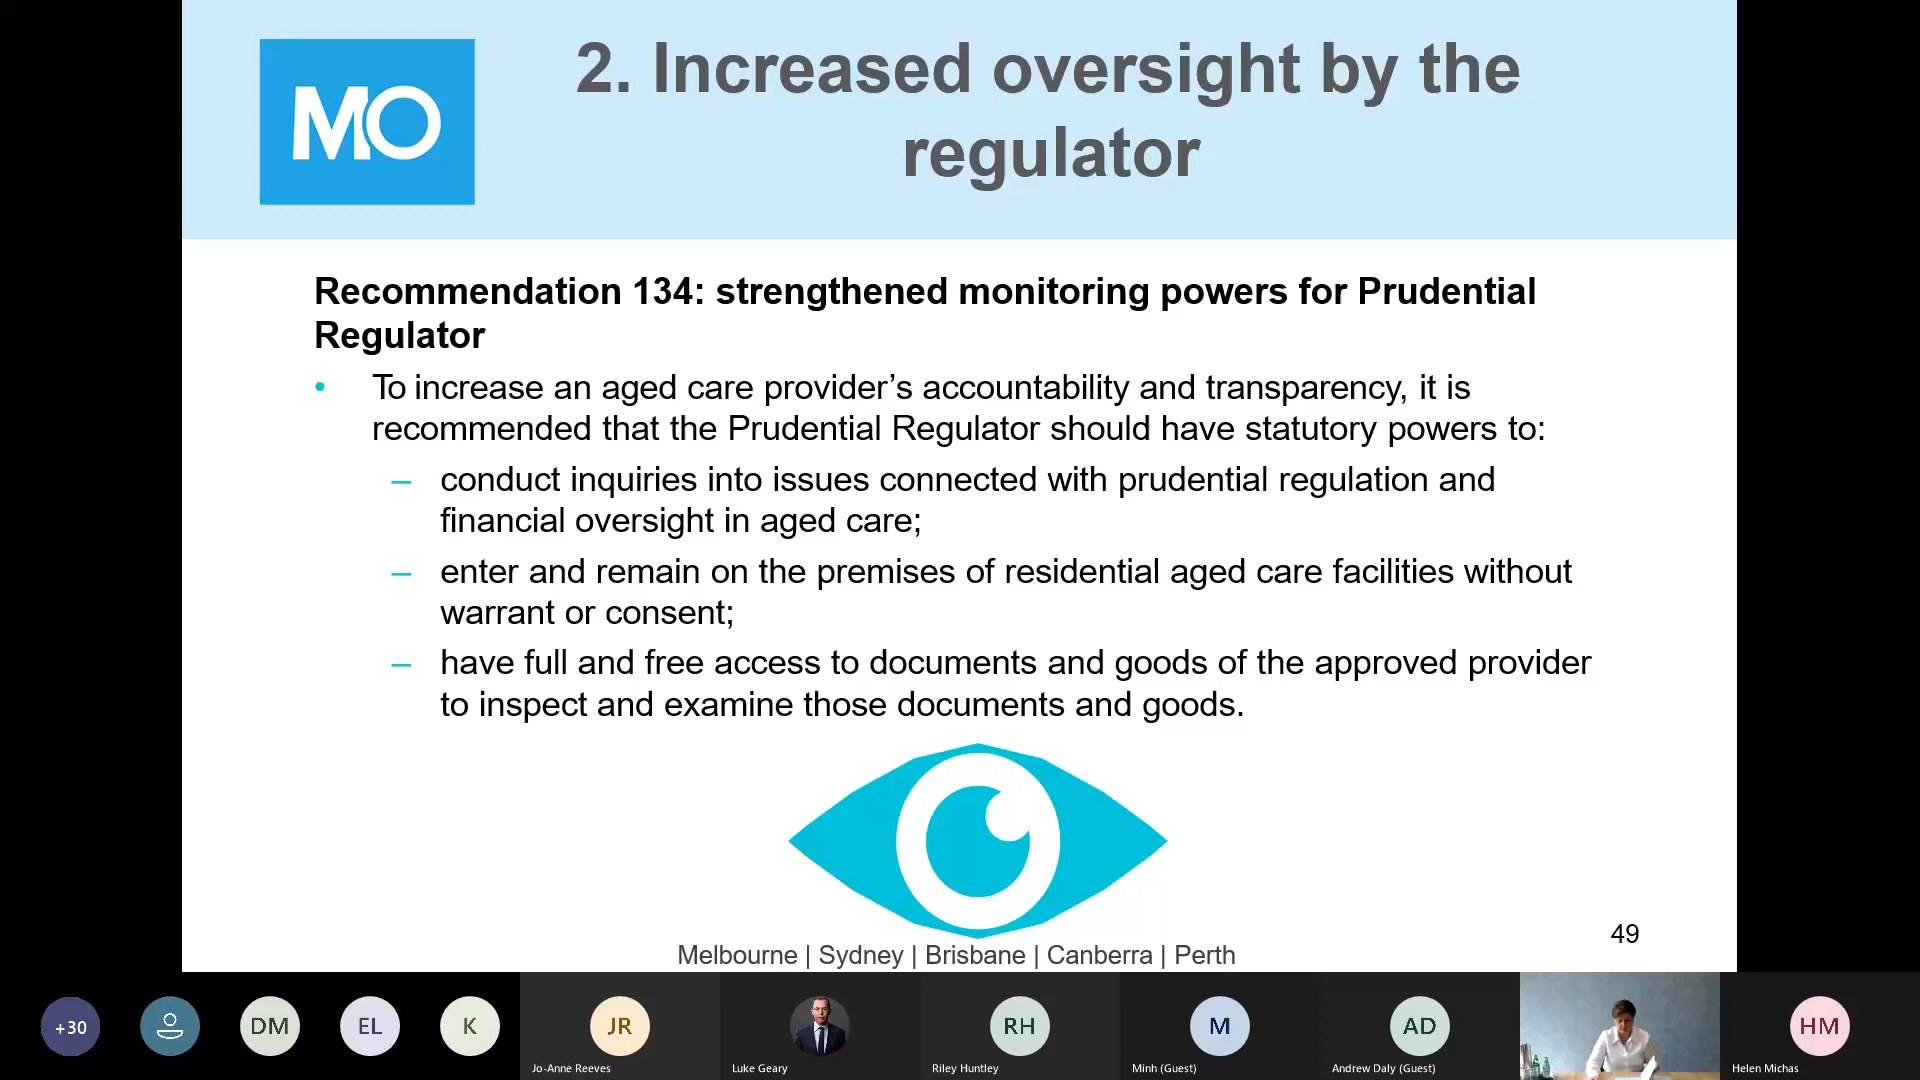 MO
2. Increased oversight by the
regulator
Recommendation 134: strengthened monitoring powers for Prudential
Regulator
• To increase an aged care provider’s accountability and transparency, it is
recommended that the Prudential Regulator should have statutory powers to:
– conduct inquiries into issues connected with prudential regulation and
financial oversight in aged care;
– enter and remain on the premises of residential aged care facilities without
warrant or consent;
– have full and free access to documents and goods of the approved provider
to inspect and examine those documents and goods.
49
Melbourne | Sydney | Brisbane | Canberra | Perth
+30 DM EL K JR RH M AD HM
Jo-Anne Reeves Luke Geary Riley Huntley Minh (Guest) Andrew Daly (Guest) Helen Michas